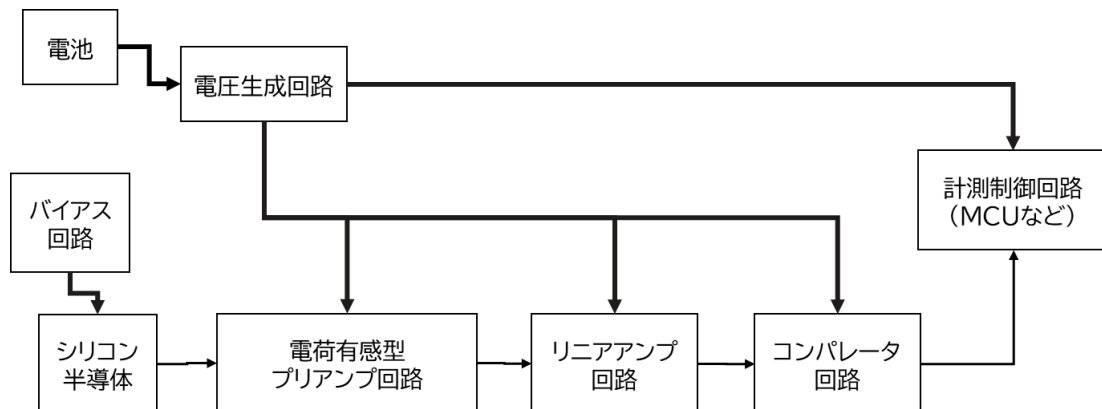 電池
電圧生成回路
計測制御回路
（MCUなど）
バイアス
回路
シリコン
半導体
電荷有感型
プリアンプ回路
リニアアンプ
回路
コンパレータ
回路